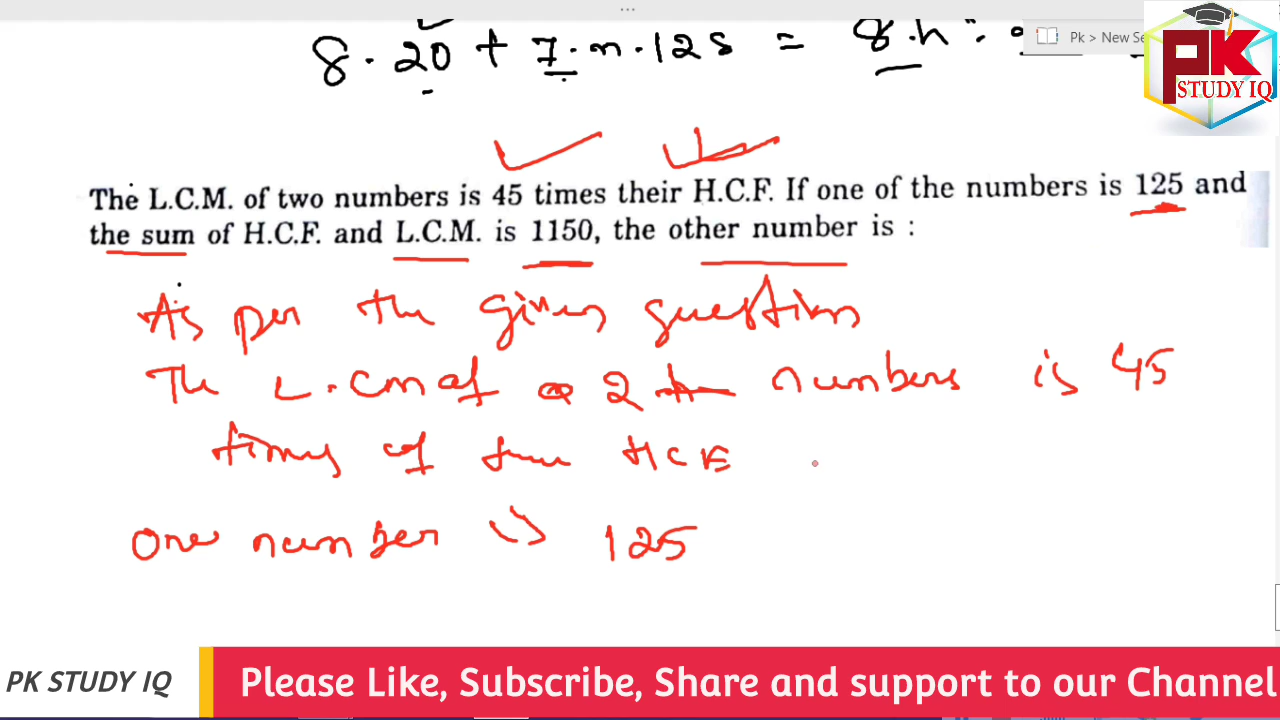 8 · 20 + 7 · n · 128 = 8 · h
Pk > New Se
PK
STUDY IQ
The L.C.M. of two numbers is 45 times their H.C.F. If one of the numbers is 125 and
the sum of H.C.F. and L.C.M. is 1150, the other number is :
As per the given question
The L.CM of 2 numbers is 45
times of HCF
One number is 125
PK STUDY IQ
Please Like, Subscribe, Share and support to our Channel